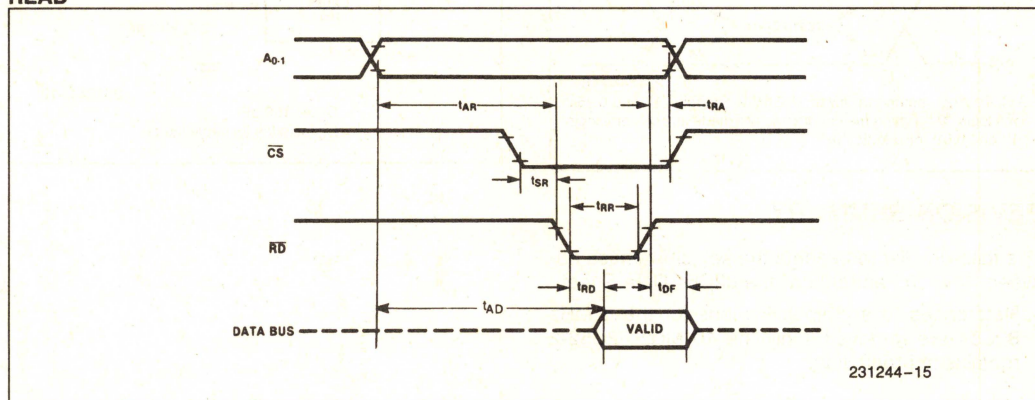 READ
A0-1
tAR
tRA
CS
tSR
tRR
RD
tRD
tDF
tAD
DATA BUS
VALID
231244–15